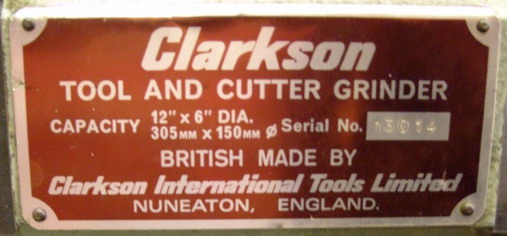 Clarkson
TOOL AND CUTTER GRINDER
CAPACITY 12" x 6" DIA.
305MM x 150MM Ø Serial No. 13014
BRITISH MADE BY
Clarkson International Tools Limited
NUNEATON, ENGLAND.